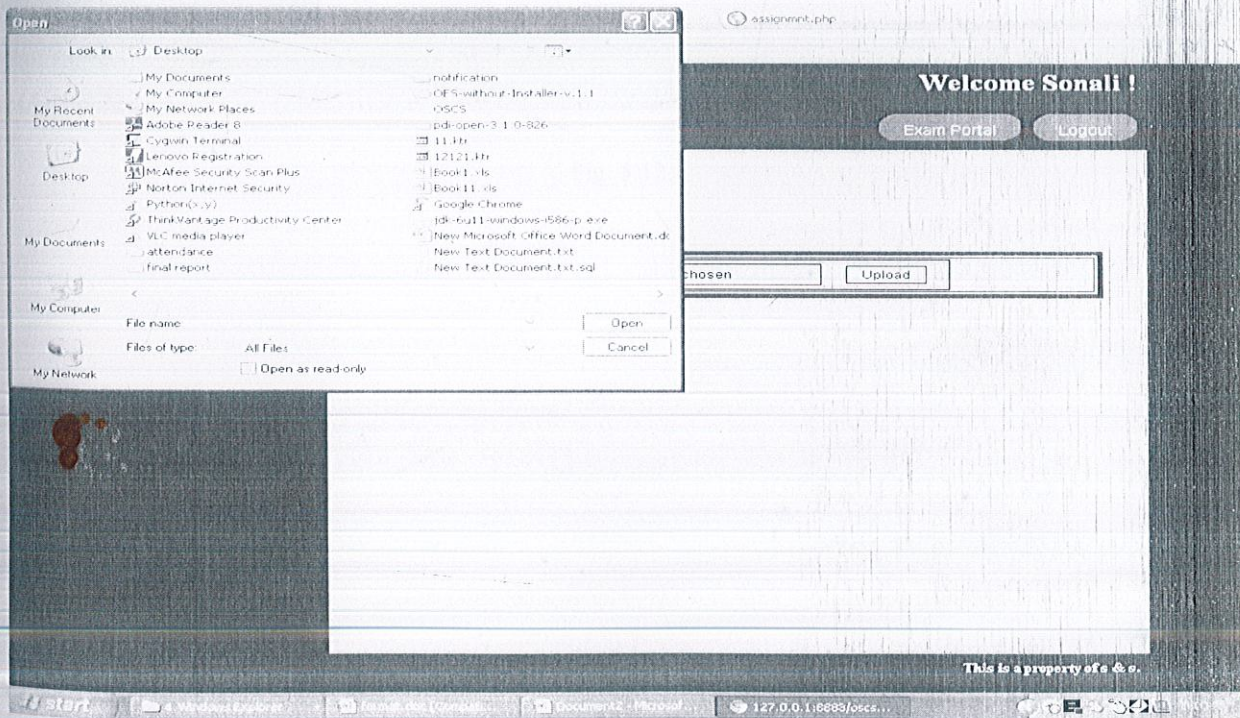 Open
assignmnt.php
Look in: Desktop
My Recent Documents
Desktop
My Documents
My Computer
My Network
My Documents
My Computer
My Network Places
Adobe Reader 8
Cygwin Terminal
Lenovo Registration
McAfee Security Scan Plus
Norton Internet Security
Python(x,y)
ThinkVantage Productivity Center
VLC media player
attendance
final report
notification
OES-without-Installer-v.1.1
OSCS
pdi-open-3.1.0-826
11.ktr
12121.ktr
Book1.xls
Book11.xls
Google Chrome
jdk-6u11-windows-i586-p.exe
New Microsoft Office Word Document.dc
New Text Document.txt
New Text Document.txt.sql
File name:
Open
Files of type: All Files
Cancel
Open as read-only
Welcome Sonali !
Exam Portal Logout
chosen Upload
This is a property of s & s.
start 4 Windows Explorer format.doc [Compati... Document2 - Microsof... 127.0.0.1:8883/oscs...